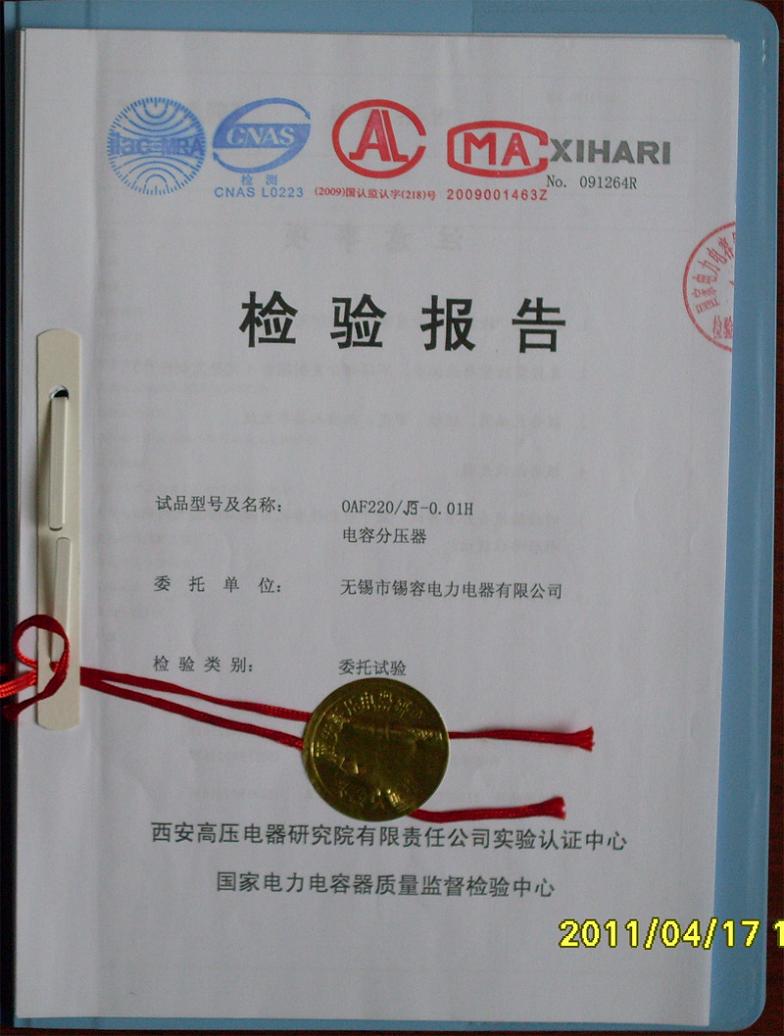 ilac-MRA
CNAS
检测
CNAS L0223
AL
(2009)国认监认字(218)号
MA
2009001463Z
XIHARI
No. 091264R
检验报告
试品型号及名称: OAF220/√3-0.01H
电容分压器
委托单位: 无锡市锡容电力电器有限公司
检验类别: 委托试验
西安高压电器研究院有限责任公司实验认证中心
国家电力电容器质量监督检验中心
2011/04/17 1